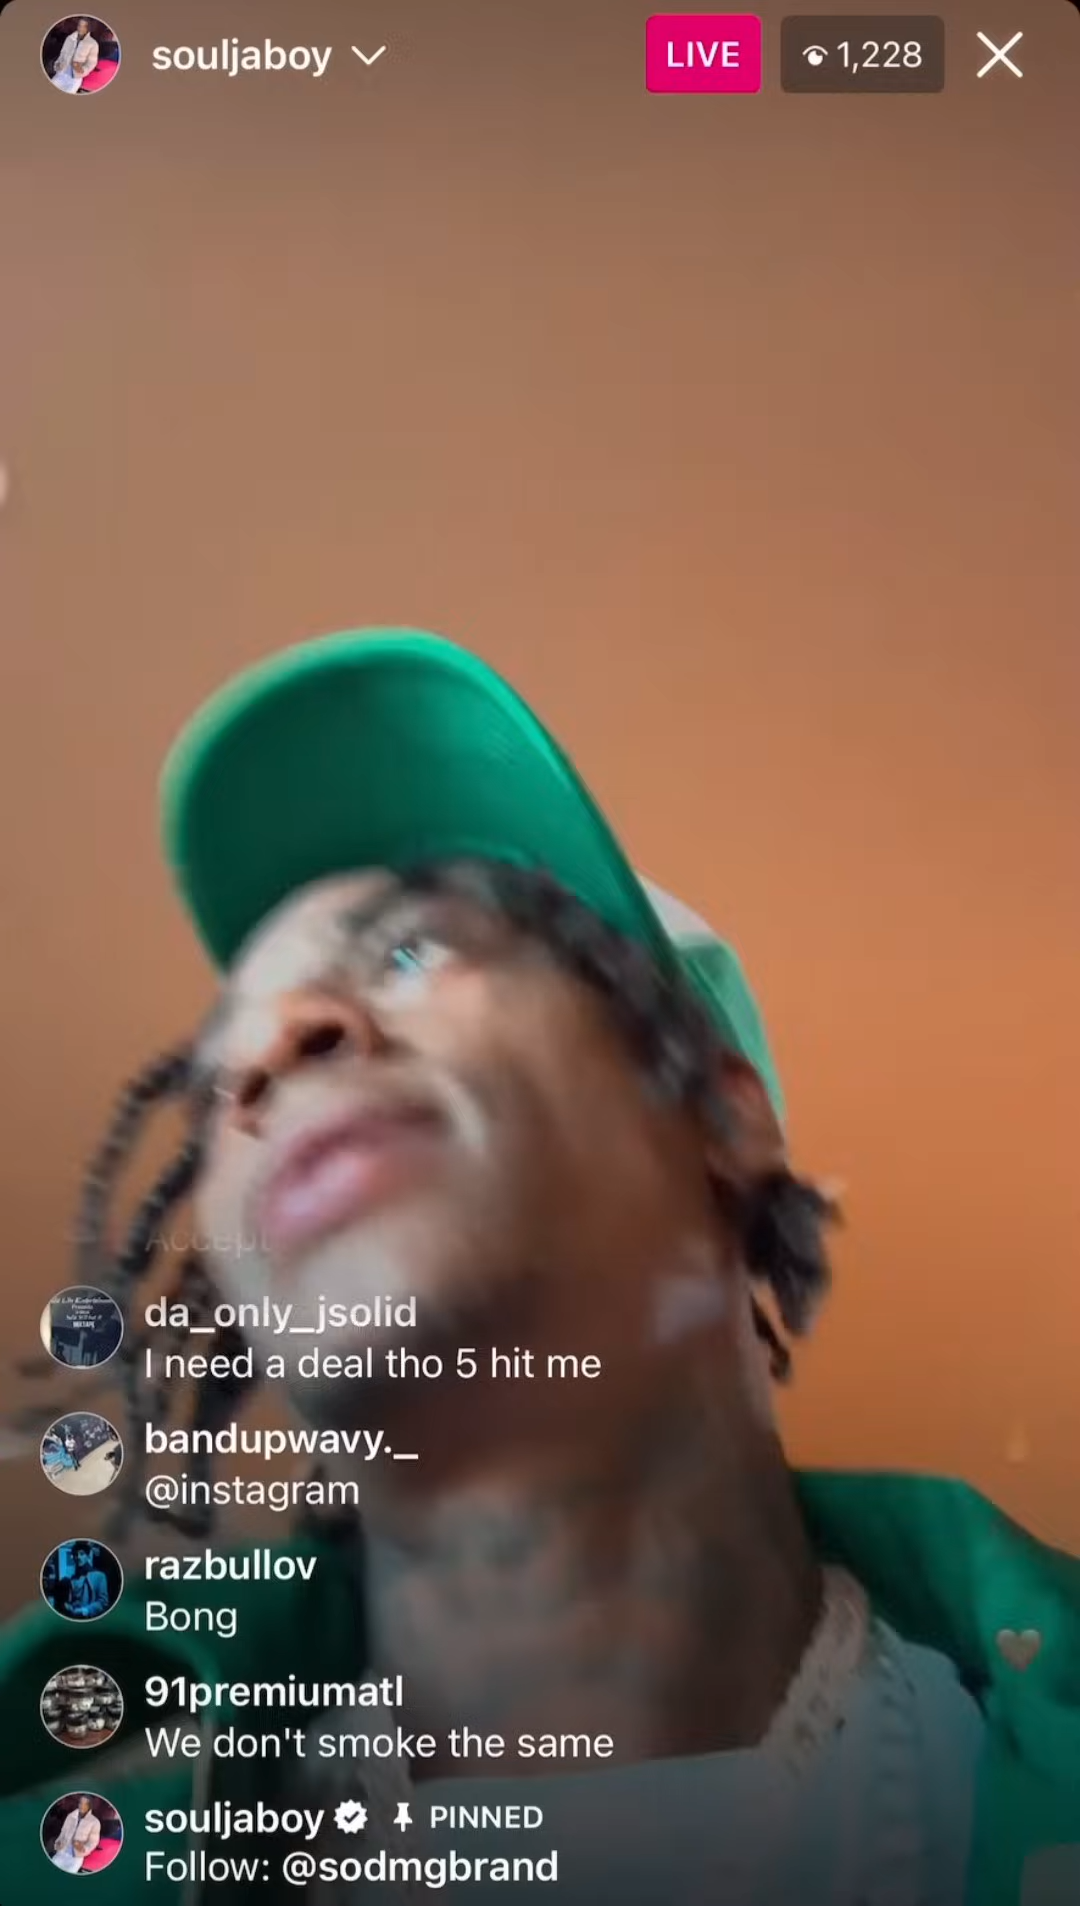 souljaboy
LIVE
1,228
Accept
da_only_jsolid
I need a deal tho 5 hit me
bandupwavy._
@instagram
razbullov
Bong
91premiumatl
We don't smoke the same
souljaboy PINNED
Follow: @sodmgbrand